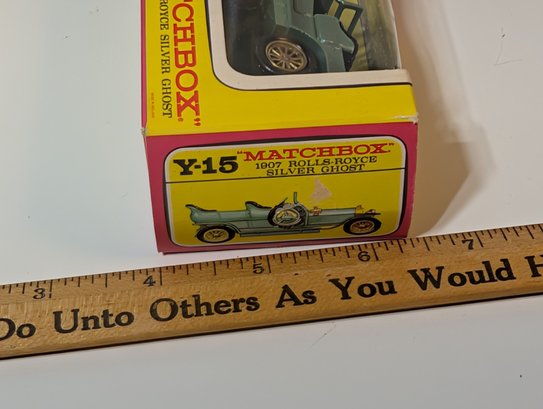 TCHBOX"
ROYCE SILVER GHOST
Y-15
"MATCHBOX"
1907 ROLLS-ROYCE
SILVER GHOST
3 4 5 6 7
Do Unto Others As You Would H